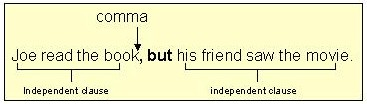 comma
Joe read the book, but his friend saw the movie.
Independent clause independent clause